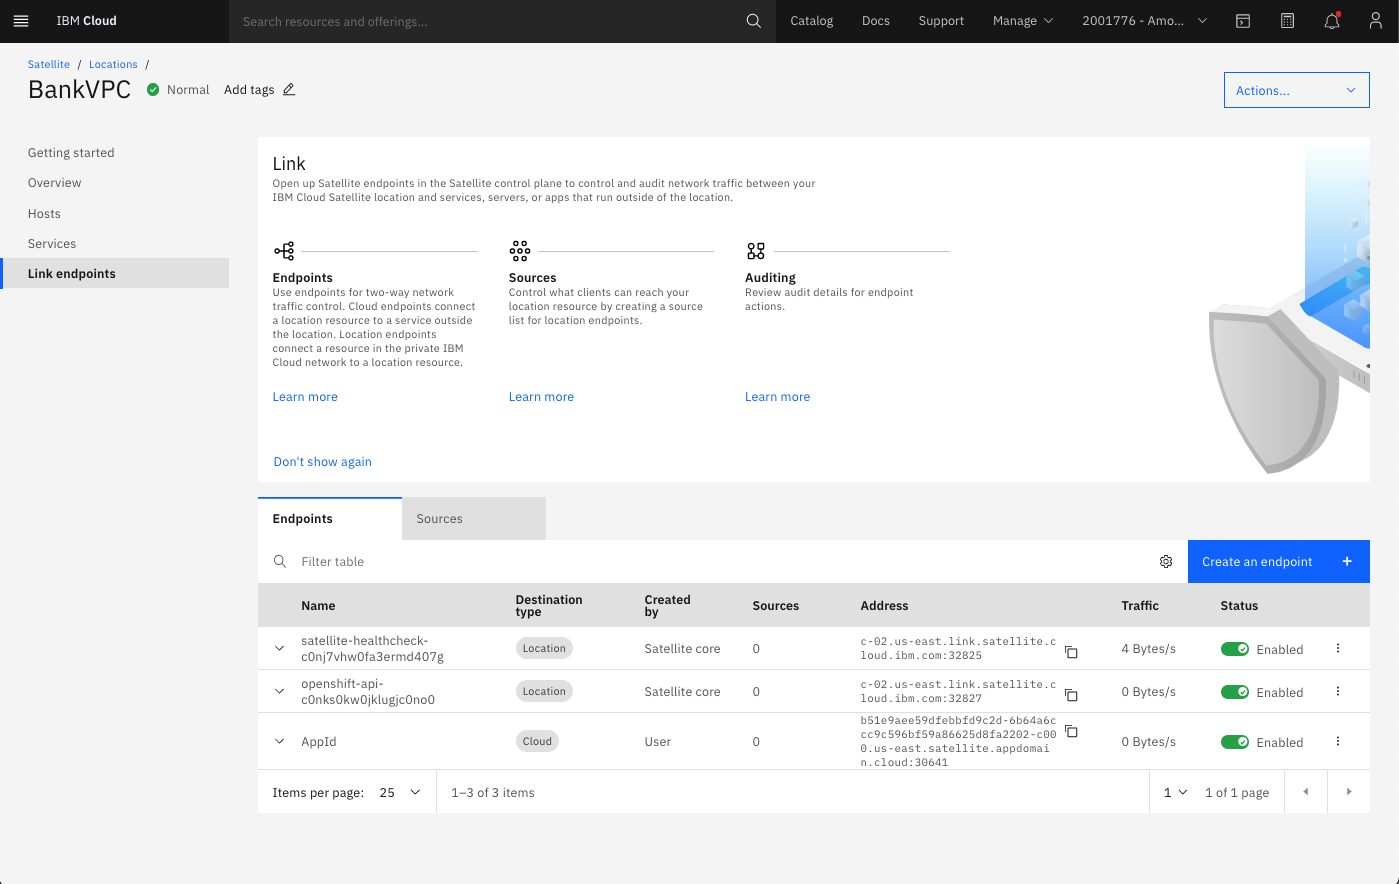 IBM Cloud
Search resources and offerings...
Catalog
Docs
Support
Manage
2001776 - Amo...
Satellite / Locations /
BankVPC
Normal
Add tags
Actions...
Getting started
Overview
Hosts
Services
Link endpoints
Link
Open up Satellite endpoints in the Satellite control plane to control and audit network traffic between your
IBM Cloud Satellite location and services, servers, or apps that run outside of the location.
Endpoints
Use endpoints for two-way network
traffic control. Cloud endpoints connect
a location resource to a service outside
the location. Location endpoints
connect a resource in the private IBM
Cloud network to a location resource.
Learn more
Sources
Control what clients can reach your
location resource by creating a source
list for location endpoints.
Learn more
Auditing
Review audit details for endpoint
actions.
Learn more
Don't show again
Endpoints
Sources
Filter table
Create an endpoint +
Name
Destination
type
Created
by
Sources
Address
Traffic
Status
satellite-healthcheck-
c0nj7vhw0fa3ermd407g
Location
Satellite core
0
c-02.us-east.link.satellite.c
loud.ibm.com:32825
4 Bytes/s
Enabled
openshift-api-
c0nks0kw0jklugjc0no0
Location
Satellite core
0
c-02.us-east.link.satellite.c
loud.ibm.com:32827
0 Bytes/s
Enabled
AppId
Cloud
User
0
b51e9aee59dfebbfd9c2d-6b64a6c
cc9c596bf59a86625d8fa2202-c00
0.us-east.satellite.appdomai
n.cloud:30641
0 Bytes/s
Enabled
Items per page: 25
1–3 of 3 items
1
1 of 1 page